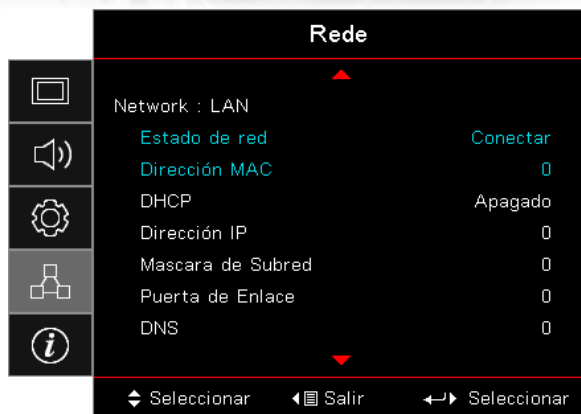 Rede
Network : LAN
Estado de red Conectar
Dirección MAC 0
DHCP Apagado
Dirección IP 0
Mascara de Subred 0
Puerta de Enlace 0
DNS 0
Seleccionar Salir Seleccionar